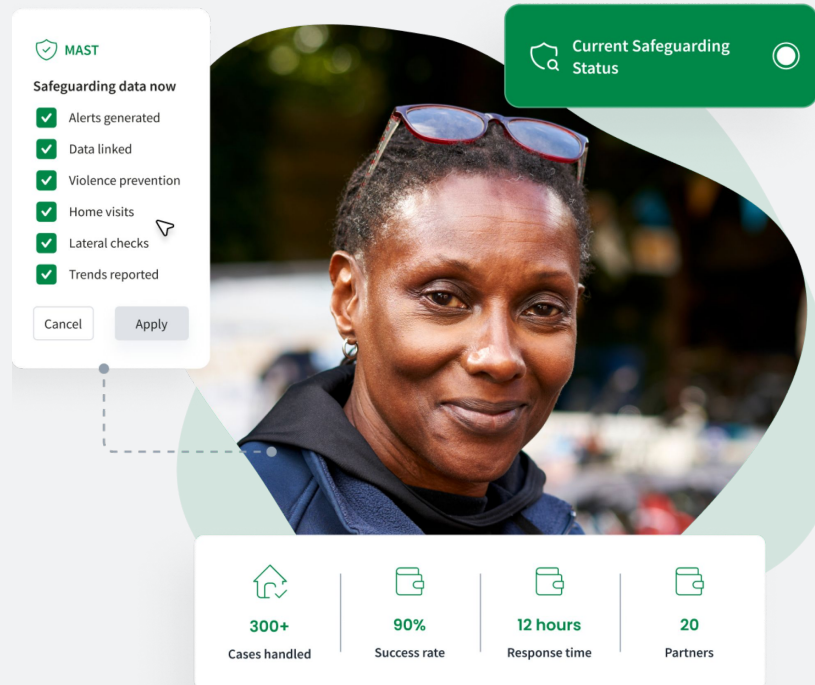 MAST
Safeguarding data now
Alerts generated
Data linked
Violence prevention
Home visits
Lateral checks
Trends reported
Cancel
Apply
Current Safeguarding
Status
300+
Cases handled
90%
Success rate
12 hours
Response time
20
Partners